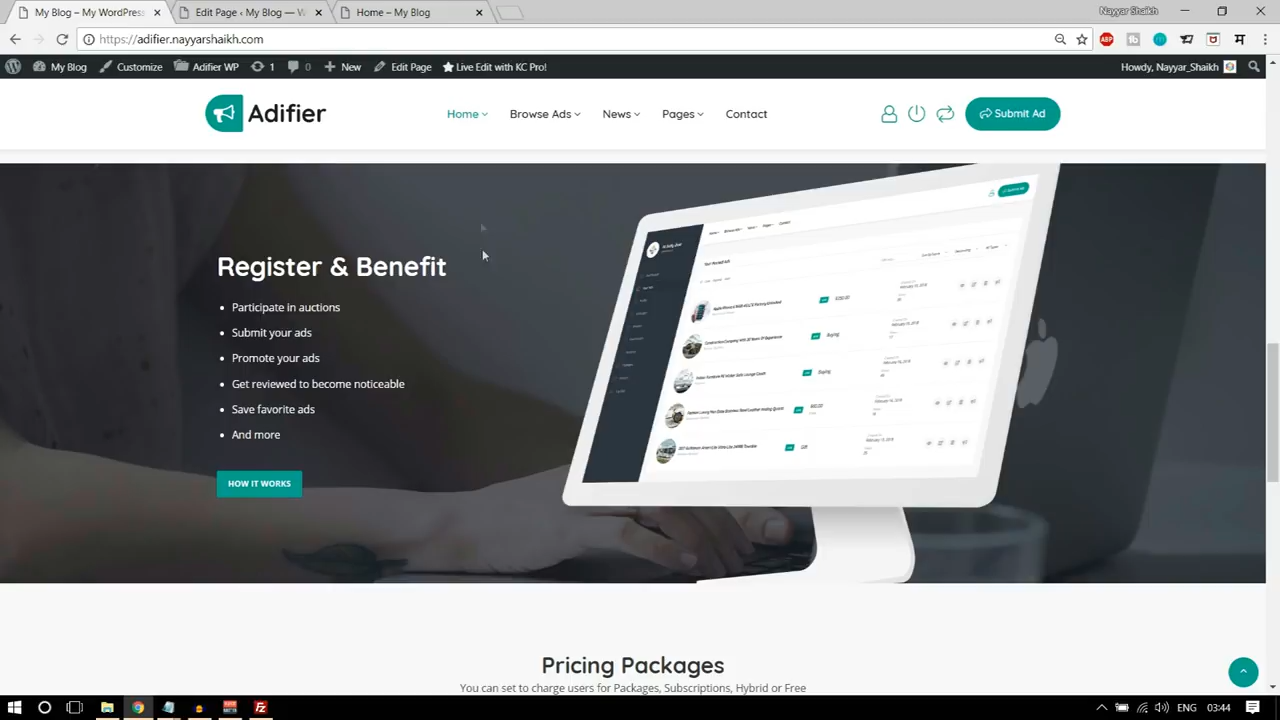 My Blog – My WordPress
Edit Page ‹ My Blog — W
Home – My Blog
Nayyar Shaikh
https://adifier.nayyarshaikh.com
ABP
My Blog
Customize
Adifier WP
1
0
New
Edit Page
Live Edit with KC Pro!
Howdy, Nayyar_Shaikh
Adifier
Home
Browse Ads
News
Pages
Contact
Submit Ad
Register & Benefit
Participate in auctions
Submit your ads
Promote your ads
Get reviewed to become noticeable
Save favorite ads
And more
HOW IT WORKS
Pricing Packages
You can set to charge users for Packages, Subscriptions, Hybrid or Free
ENG
03:44